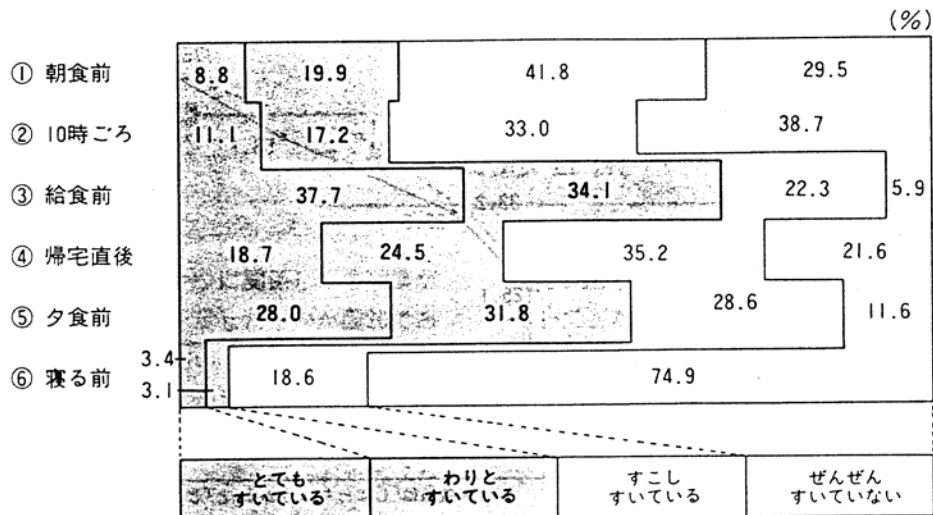 (%)
① 朝食前 8.8 19.9 41.8 29.5
② 10時ごろ 11.1 17.2 33.0 38.7
③ 給食前 37.7 34.1 22.3 5.9
④ 帰宅直後 18.7 24.5 35.2 21.6
⑤ 夕食前 28.0 31.8 28.6 11.6
⑥ 寝る前 3.4 3.1 18.6 74.9
とても わりと すこし ぜんぜん
すいている すいている すいている すいていない